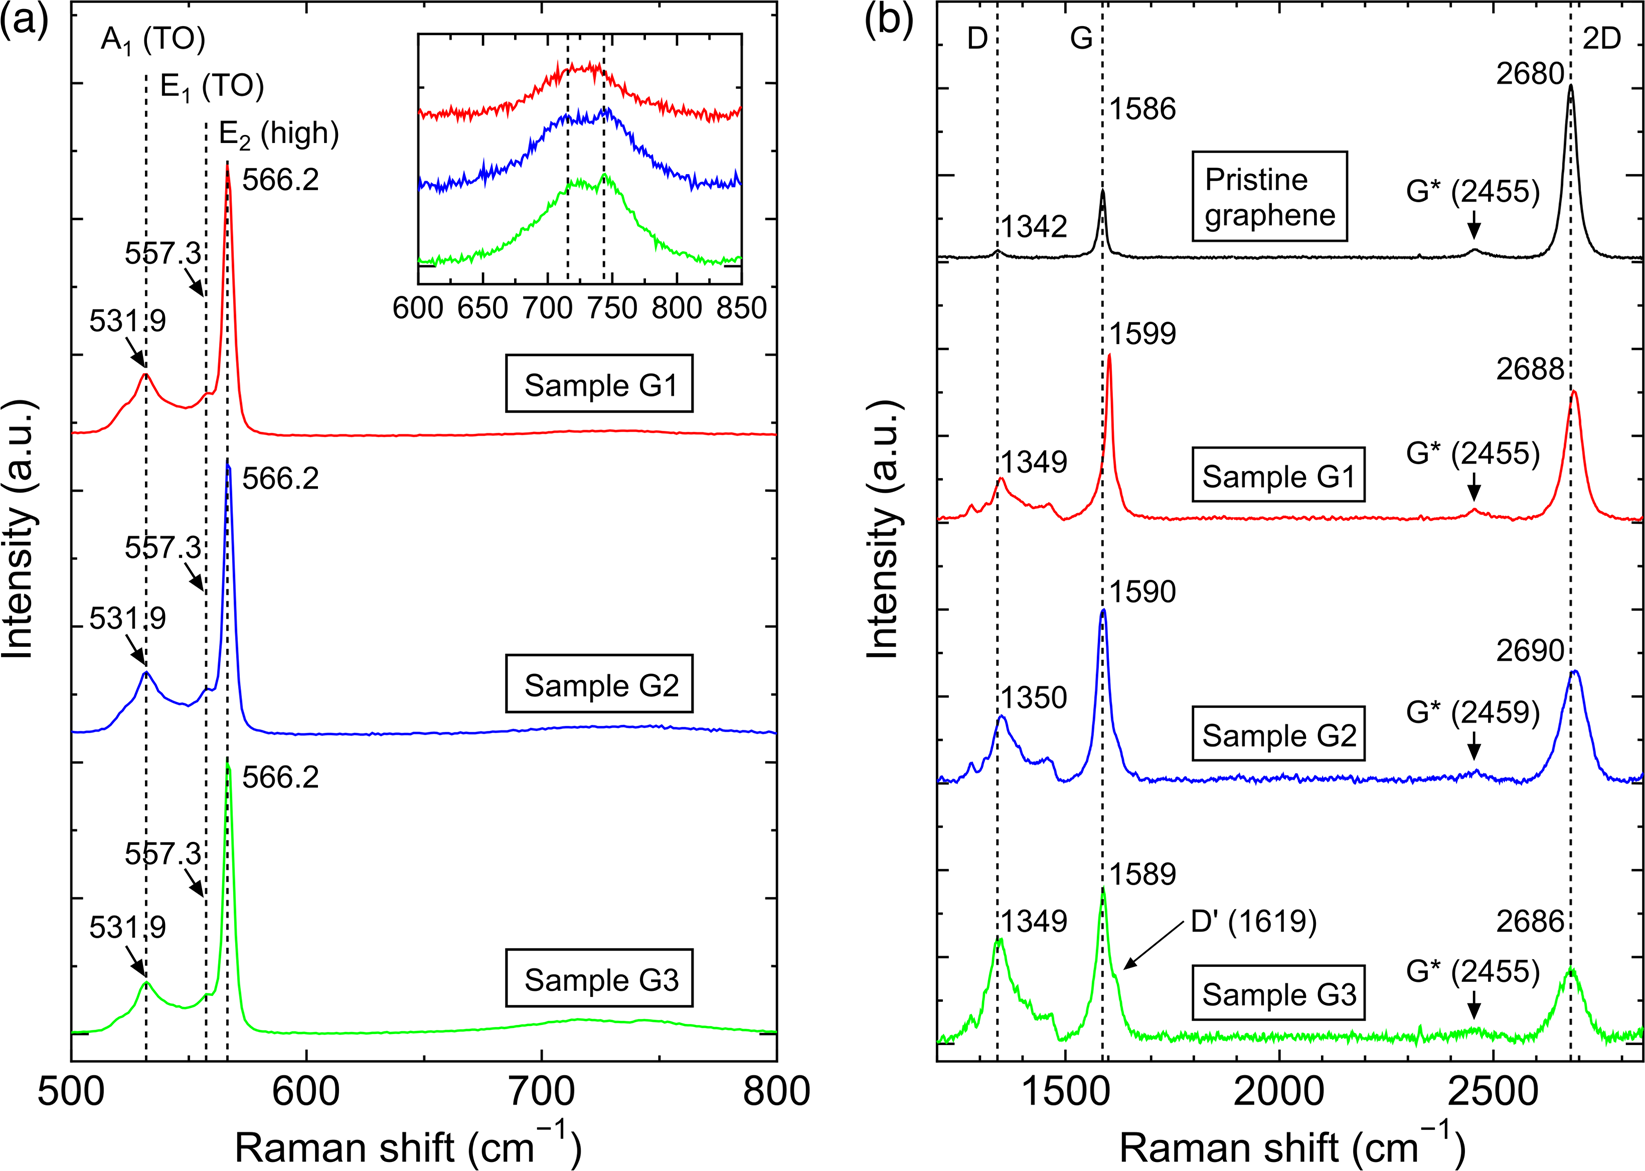 (a)
A1 (TO)
E1 (TO)
E2 (high)
566.2
557.3
531.9
Sample G1
600 650 700 750 800 850
566.2
557.3
531.9
Sample G2
566.2
557.3
531.9
Sample G3
Intensity (a.u.)
500 600 700 800
Raman shift (cm−1)
(b)
D G 2D
2680
1586
Pristine
graphene
G* (2455)
1342
1599
2688
1349
G* (2455)
Sample G1
1590
2690
1350
G* (2459)
Sample G2
1589
1349
D' (1619)
2686
G* (2455)
Sample G3
Intensity (a.u.)
1500 2000 2500
Raman shift (cm−1)